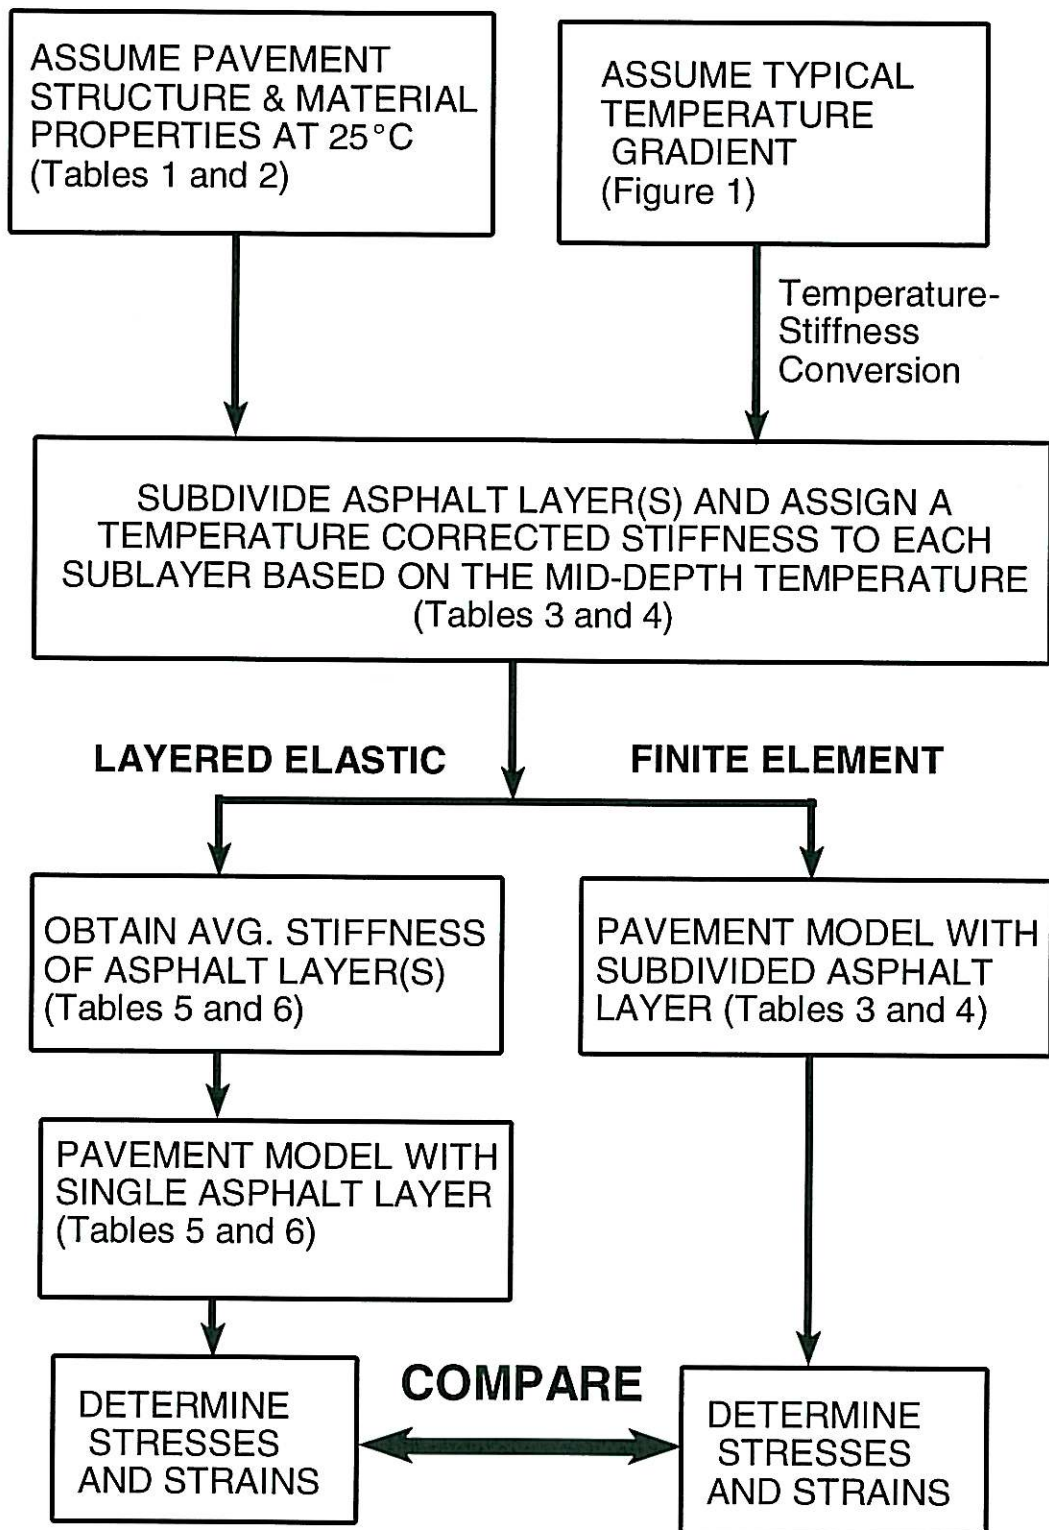 ASSUME PAVEMENT
STRUCTURE & MATERIAL
PROPERTIES AT 25°C
(Tables 1 and 2)
ASSUME TYPICAL
TEMPERATURE
GRADIENT
(Figure 1)
Temperature-
Stiffness
Conversion
SUBDIVIDE ASPHALT LAYER(S) AND ASSIGN A
TEMPERATURE CORRECTED STIFFNESS TO EACH
SUBLAYER BASED ON THE MID-DEPTH TEMPERATURE
(Tables 3 and 4)
LAYERED ELASTIC
FINITE ELEMENT
OBTAIN AVG. STIFFNESS
OF ASPHALT LAYER(S)
(Tables 5 and 6)
PAVEMENT MODEL WITH
SUBDIVIDED ASPHALT
LAYER (Tables 3 and 4)
PAVEMENT MODEL WITH
SINGLE ASPHALT LAYER
(Tables 5 and 6)
DETERMINE
STRESSES
AND STRAINS
COMPARE
DETERMINE
STRESSES
AND STRAINS